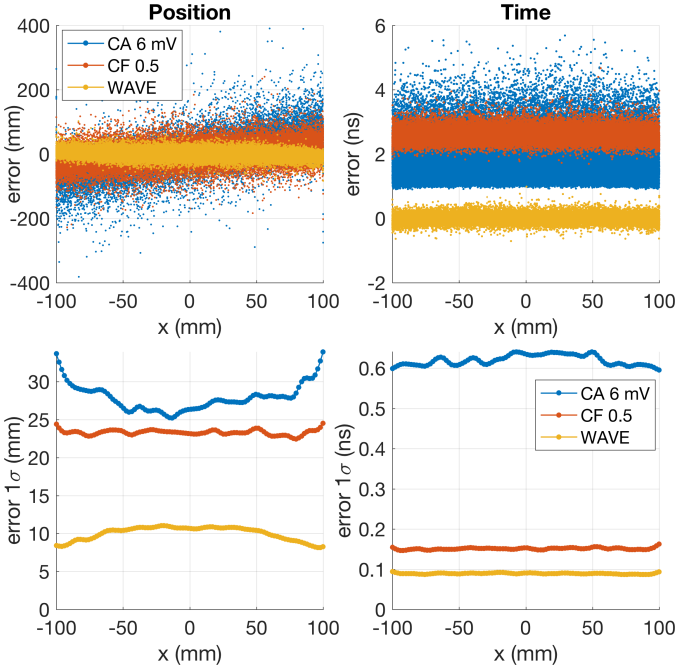 Position
Time
400
200
0
-200
-400
error (mm)
CA 6 mV
CF 0.5
WAVE
-100
-50
0
50
100
x (mm)
6
4
2
0
-2
error (ns)
-100
-50
0
50
100
x (mm)
30
25
20
15
10
5
0
error 1σ (mm)
-100
-50
0
50
100
x (mm)
0.6
0.5
0.4
0.3
0.2
0.1
0
error 1σ (ns)
CA 6 mV
CF 0.5
WAVE
-100
-50
0
50
100
x (mm)